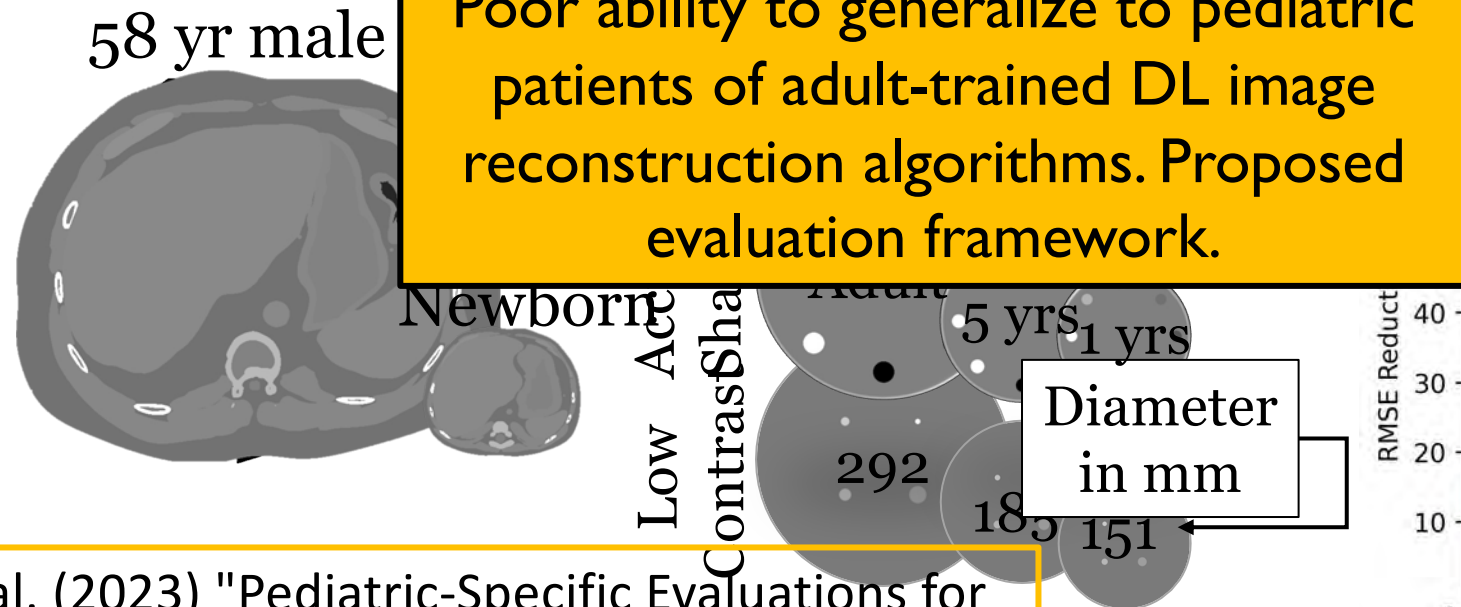 58 yr male
Poor ability to generalize to pediatric
patients of adult-trained DL image
reconstruction algorithms. Proposed
evaluation framework.
Newborn
Adult
5 yrs
1 yrs
Low
Contrast
292
185
151
Diameter
in mm
40
30
20
10
al. (2023) "Pediatric-Specific Evaluations for